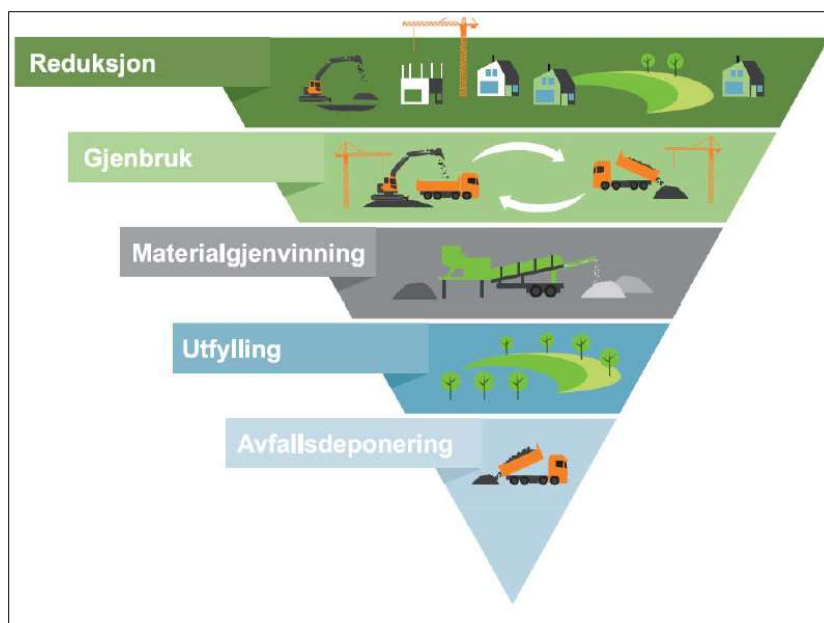 Reduksjon
Gjenbruk
Materialgjenvinning
Utfylling
Avfallsdeponering